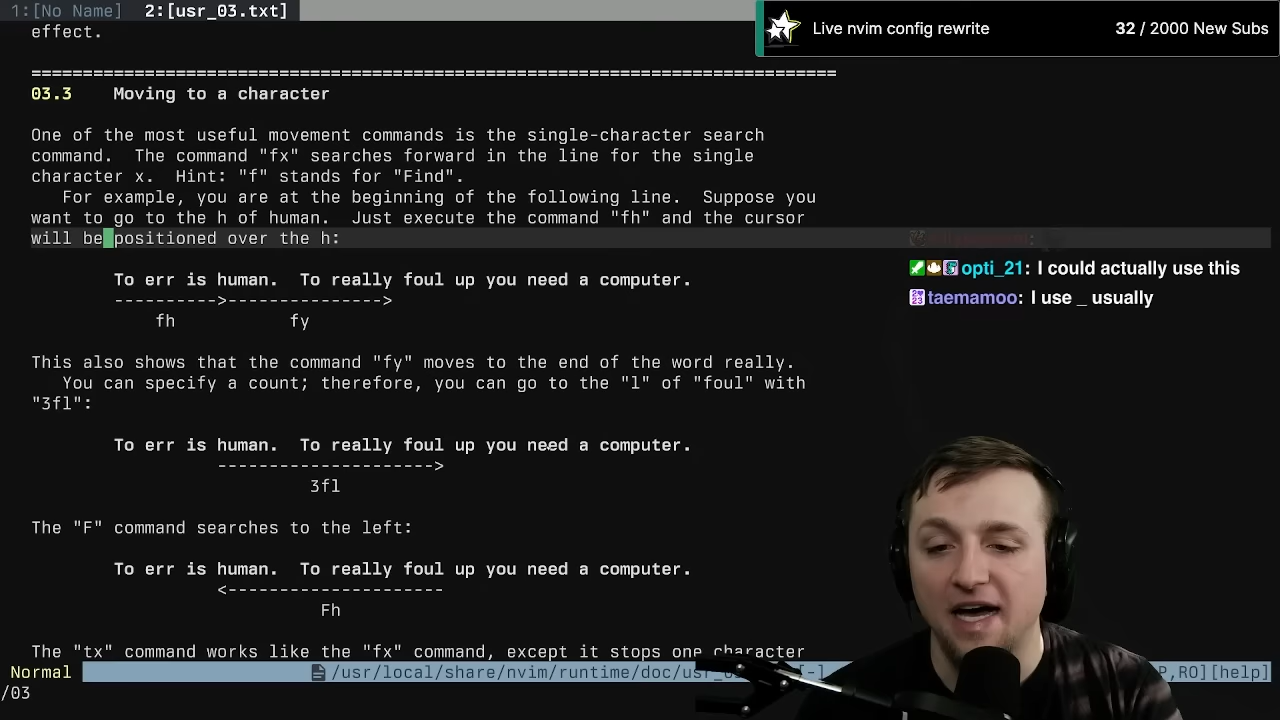 1:[No Name]  2:[usr_03.txt]
effect.
Live nvim config rewrite
32 / 2000 New Subs
==============================================================================
03.3    Moving to a character
One of the most useful movement commands is the single-character search
command.  The command "fx" searches forward in the line for the single
character x.  Hint: "f" stands for "Find".
   For example, you are at the beginning of the following line.  Suppose you
want to go to the h of human.  Just execute the command "fh" and the cursor
will be positioned over the h:
opti_21: I could actually use this
taemamoo: I use _ usually
To err is human.  To really foul up you need a computer.
---------->--------------->
fh           fy
This also shows that the command "fy" moves to the end of the word really.
   You can specify a count; therefore, you can go to the "l" of "foul" with
"3fl":
To err is human.  To really foul up you need a computer.
--------------------->
3fl
The "F" command searches to the left:
To err is human.  To really foul up you need a computer.
<---------------------
Fh
The "tx" command works like the "fx" command, except it stops one character
Normal
/usr/local/share/nvim/runtime/doc/us
[-]
,RO][help]
/03